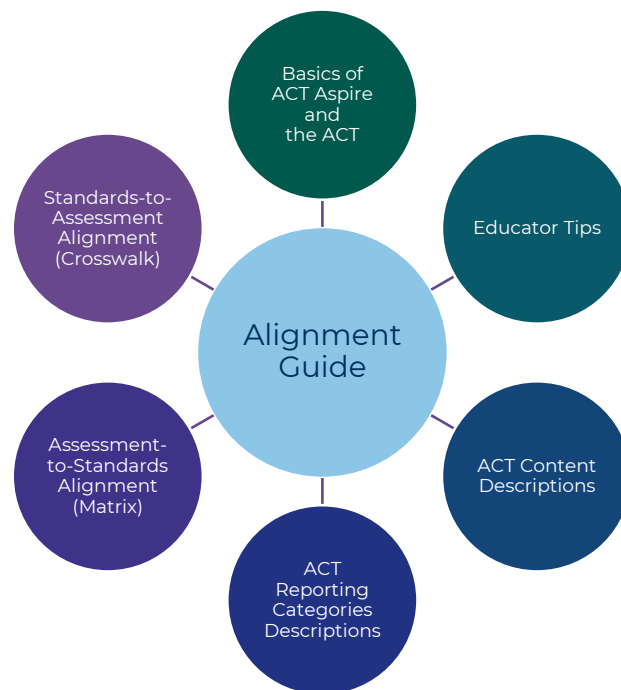 Basics of
ACT Aspire
and
the ACT
Educator Tips
ACT Content
Descriptions
ACT
Reporting
Categories
Descriptions
Assessment-
to-Standards
Alignment
(Matrix)
Standards-to-
Assessment
Alignment
(Crosswalk)
Alignment
Guide